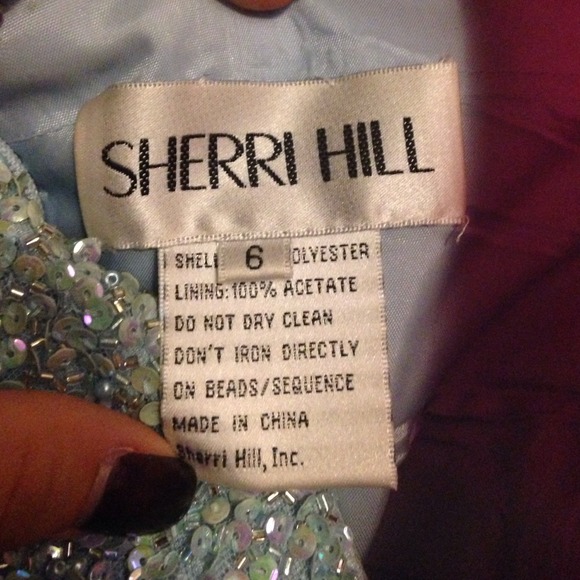 SHERRI HILL
6
SHEL OLYESTER
LINING:100% ACETATE
DO NOT DRY CLEAN
DON'T IRON DIRECTLY
ON BEADS/SEQUENCE
MADE IN CHINA
Sherri Hill, Inc.